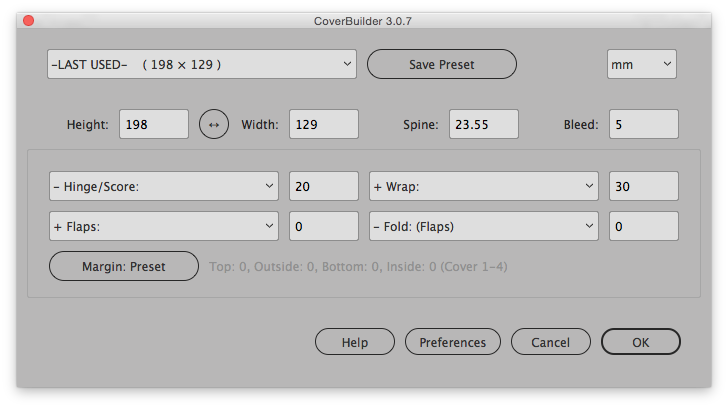 CoverBuilder 3.0.7
–LAST USED– ( 198 × 129 ) Save Preset mm
Height: 198 ↔ Width: 129 Spine: 23.55 Bleed: 5
– Hinge/Score: 20 + Wrap: 30
+ Flaps: 0 – Fold: (Flaps) 0
Margin: Preset Top: 0, Outside: 0, Bottom: 0, Inside: 0 (Cover 1–4)
Help Preferences Cancel OK